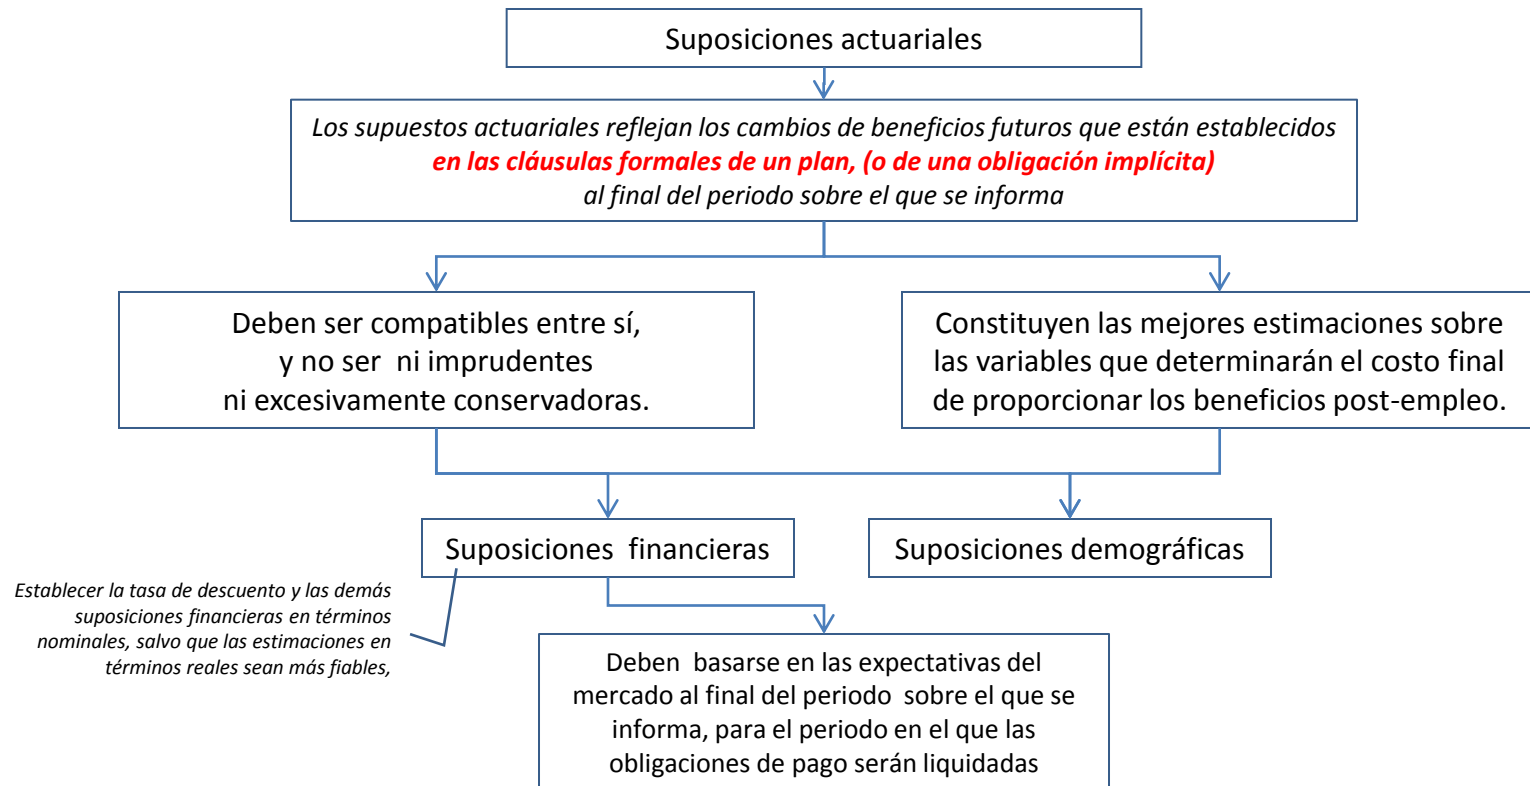 Suposiciones actuariales
Los supuestos actuariales reflejan los cambios de beneficios futuros que están establecidos
en las cláusulas formales de un plan, (o de una obligación implícita)
al final del periodo sobre el que se informa
Deben ser compatibles entre sí,
y no ser ni imprudentes
ni excesivamente conservadoras.
Constituyen las mejores estimaciones sobre
las variables que determinarán el costo final
de proporcionar los beneficios post-empleo.
Suposiciones financieras
Suposiciones demográficas
Establecer la tasa de descuento y las demás
suposiciones financieras en términos
nominales, salvo que las estimaciones en
términos reales sean más fiables,
Deben basarse en las expectativas del
mercado al final del periodo sobre el que se
informa, para el periodo en el que las
obligaciones de pago serán liquidadas